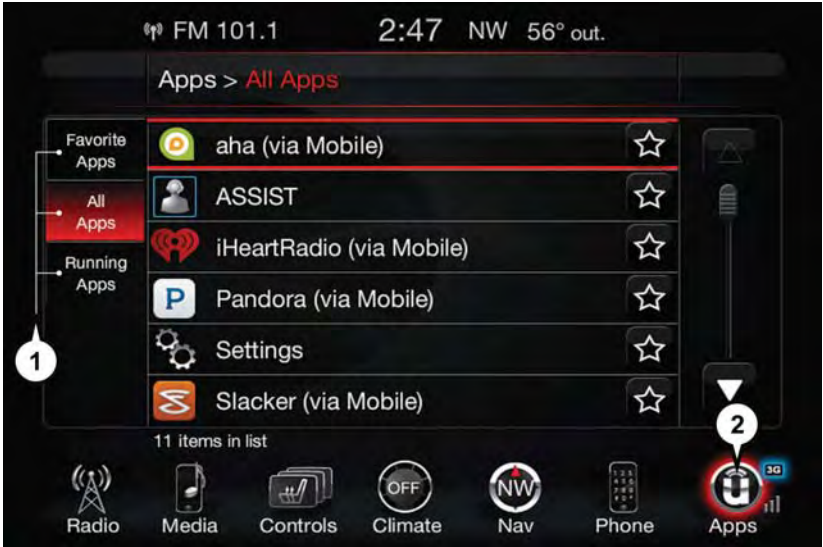 FM 101.1 2:47 NW 56° out.
Apps > All Apps
Favorite
Apps
All
Apps
Running
Apps
aha (via Mobile)
ASSIST
iHeartRadio (via Mobile)
P Pandora (via Mobile)
Settings
Slacker (via Mobile)
11 items in list
1
2
OFF
NW
3G
Radio Media Controls Climate Nav Phone Apps